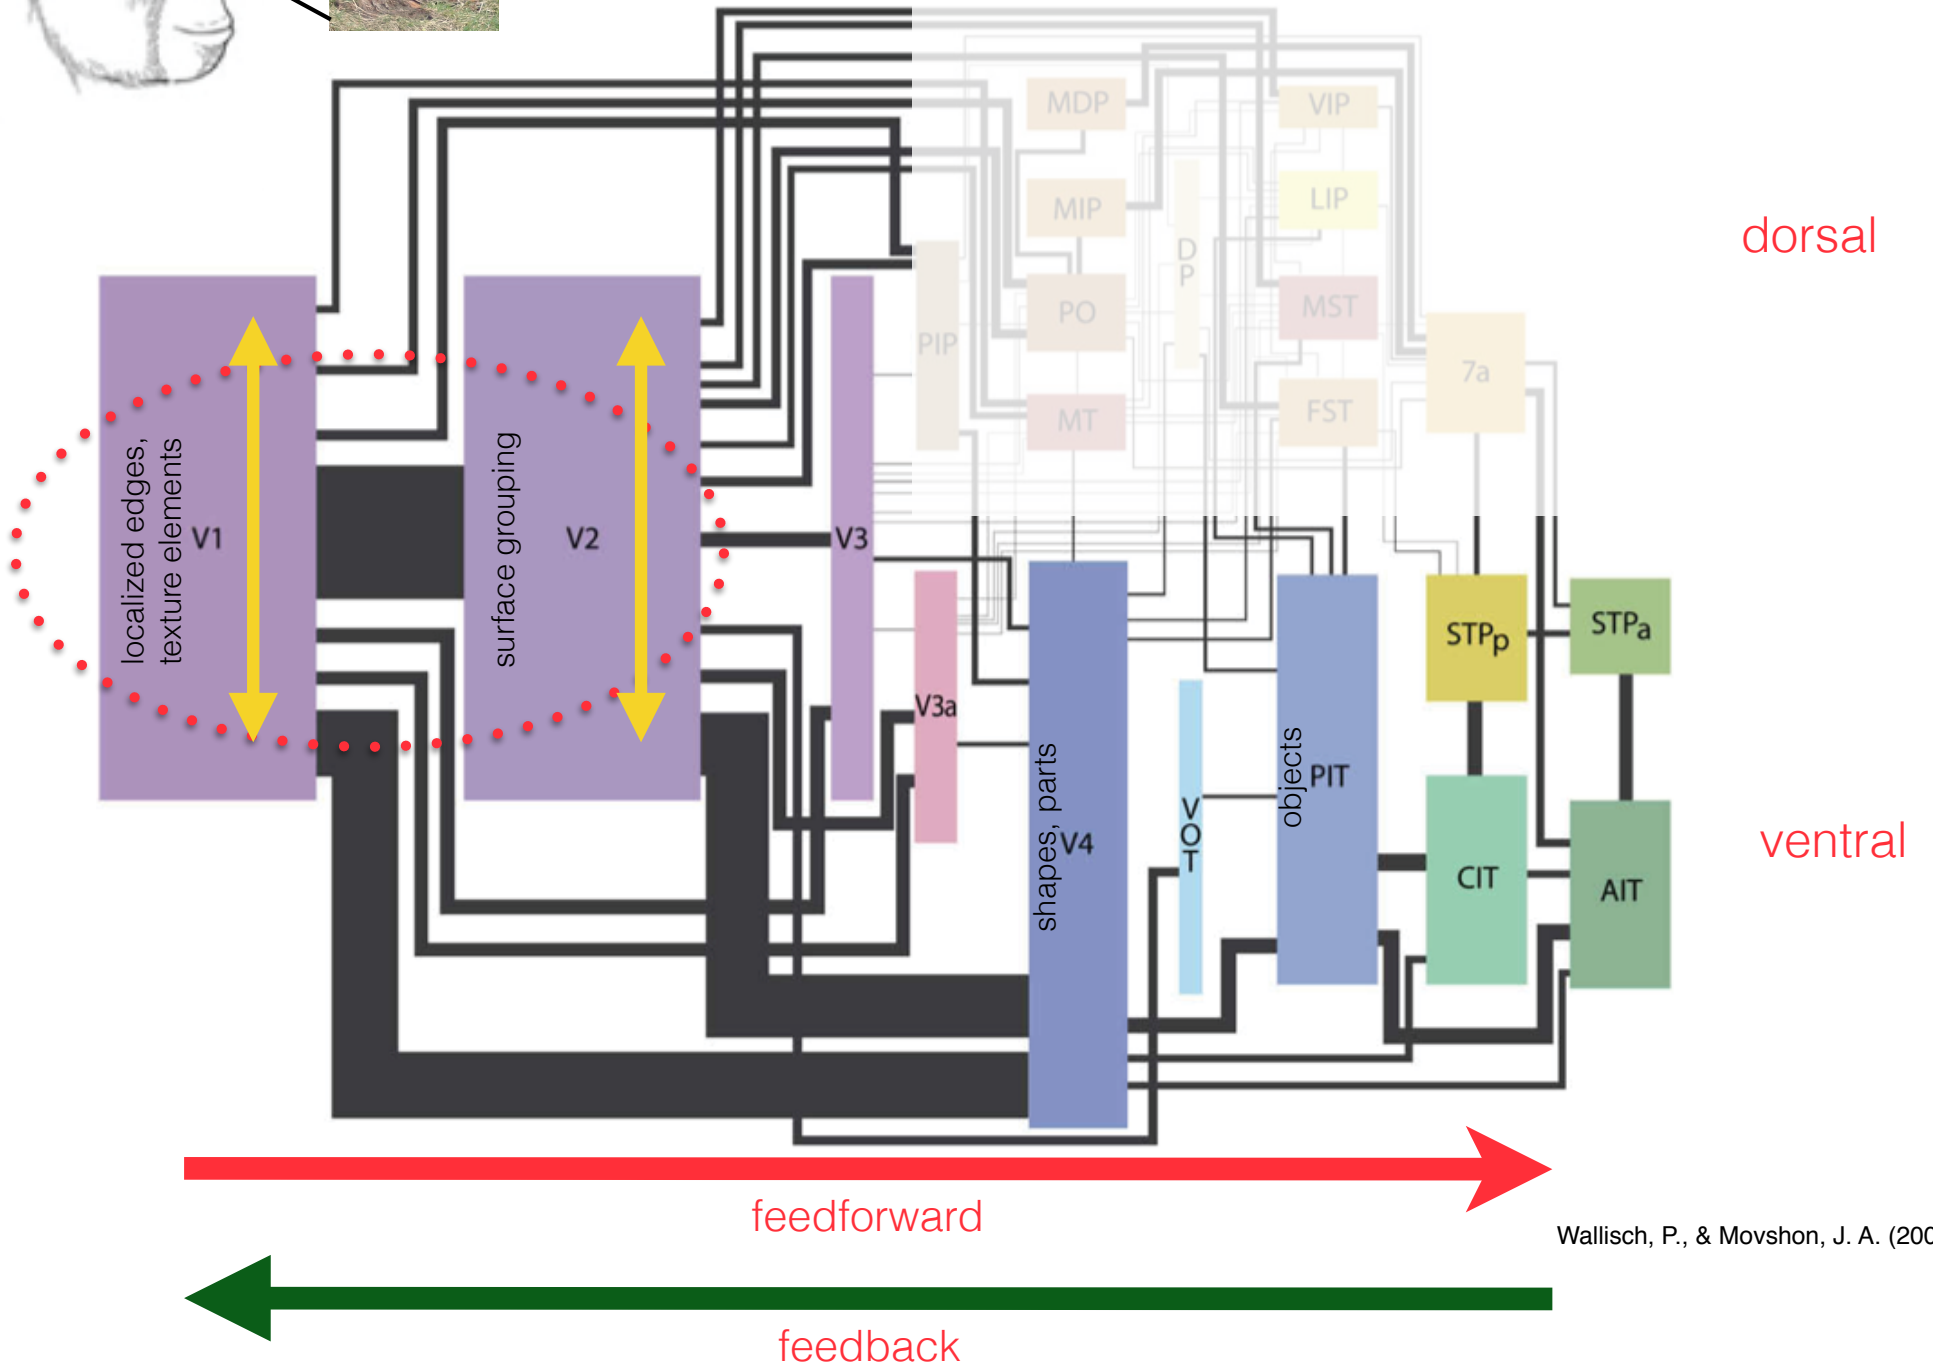 MDP
VIP
MIP
LIP
D
P
PO
MST
PIP
7a
MT
FST
dorsal
localized edges,
texture elements
V1
surface grouping
V2
V3
V3a
shapes, parts
V4
V
O
T
objects
PIT
STPp
STPa
CIT
AIT
ventral
feedforward
Wallisch, P., & Movshon, J. A. (200
feedback